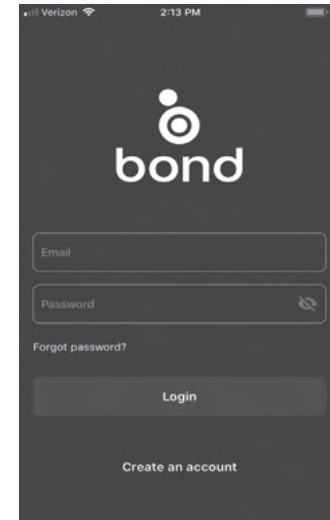 Verizon 2:13 PM
bond
Email
Password
Forgot password?
Login
Create an account